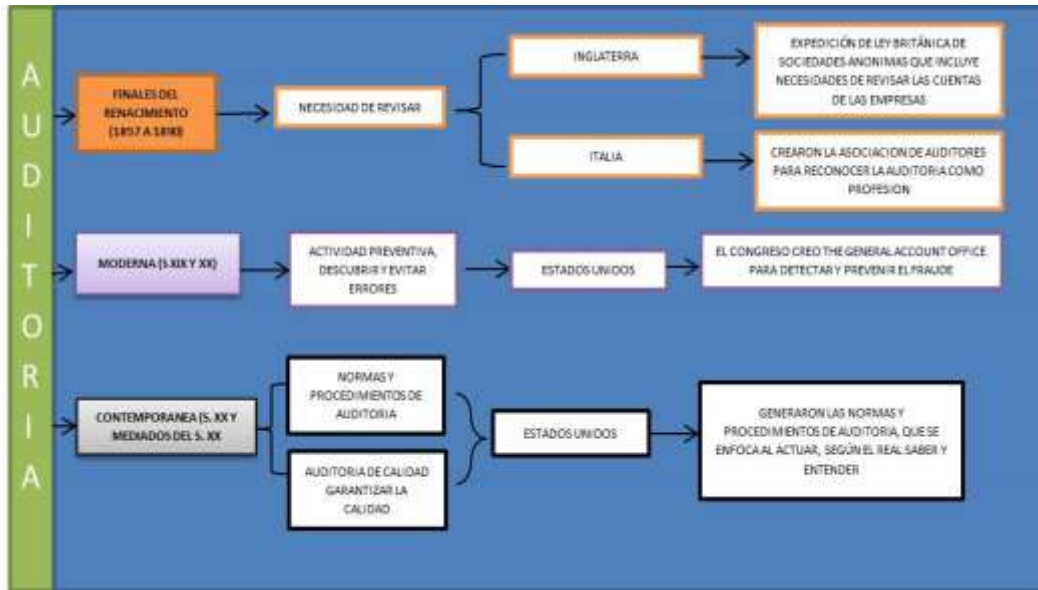 AUDITORIA
FINALES DEL
RENACIMIENTO
(1857 A 1890)
NECESIDAD DE REVISAR
INGLATERRA
EXPEDICIÓN DE LEY BRITÁNICA DE
SOCIEDADES ANONIMAS QUE INCLUYE
NECESIDADES DE REVISAR LAS CUENTAS
DE LAS EMPRESAS
ITALIA
CREARON LA ASOCIACION DE AUDITORES
PARA RECONOCER LA AUDITORIA COMO
PROFESION
MODERNA (S XIX Y XX)
ACTIVIDAD PREVENTIVA,
DESCUBRIR Y EVITAR
ERRORES
ESTADOS UNIDOS
EL CONGRESO CREO THE GENERAL ACCOUNT OFFICE
PARA DETECTAR Y PREVENIR EL FRAUDE
CONTEMPORANEA (S. XX Y
MEDIADOS DEL S. XX
NORMAS Y
PROCEDIMIENTOS DE
AUDITORIA
AUDITORIA DE CALIDAD
GARANTIZAR LA
CALIDAD
ESTADOS UNIDOS
GENERARON LAS NORMAS Y
PROCEDIMIENTOS DE AUDITORIA, QUE SE
ENFOCA AL ACTUAR, SEGÚN EL REAL SABER Y
ENTENDER